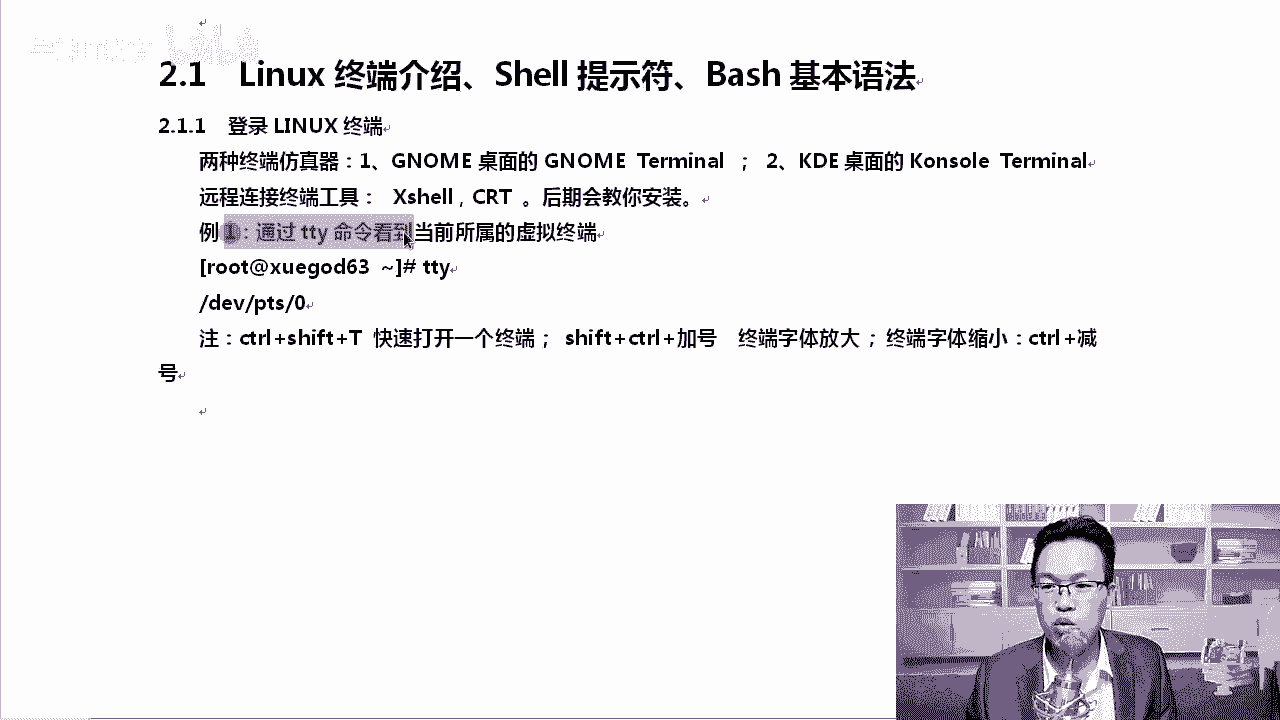 2.1 Linux 终端介绍、Shell 提示符、Bash 基本语法
2.1.1 登录 LINUX 终端
两种终端仿真器：1、GNOME 桌面的 GNOME Terminal ； 2、KDE 桌面的 Konsole Terminal
远程连接终端工具： Xshell，CRT 。后期会教你安装。
例 1：通过 tty 命令看到当前所属的虚拟终端
[root@xuegod63 ~]# tty
/dev/pts/0
注：ctrl+shift+T 快速打开一个终端； shift+ctrl+加号 终端字体放大 ；终端字体缩小：ctrl+减
号